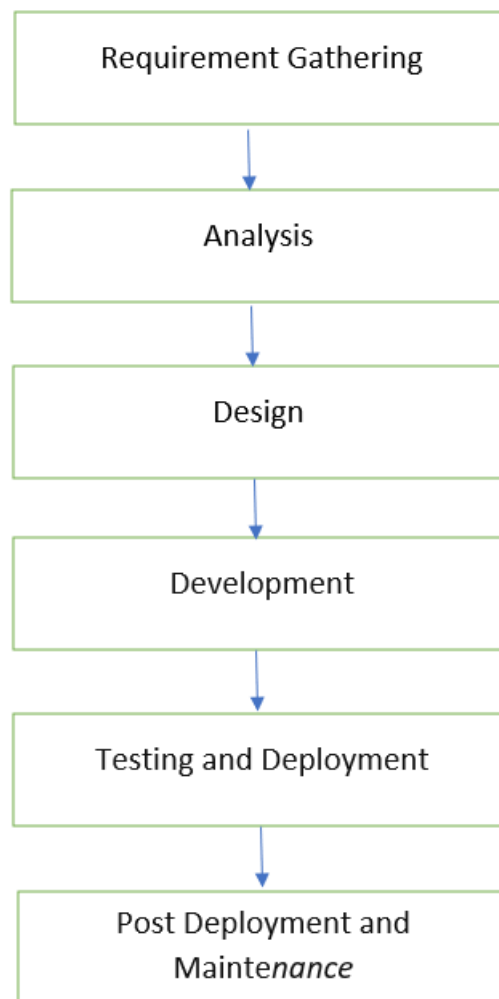 Requirement Gathering
Analysis
Design
Development
Testing and Deployment
Post Deployment and
Maintenance